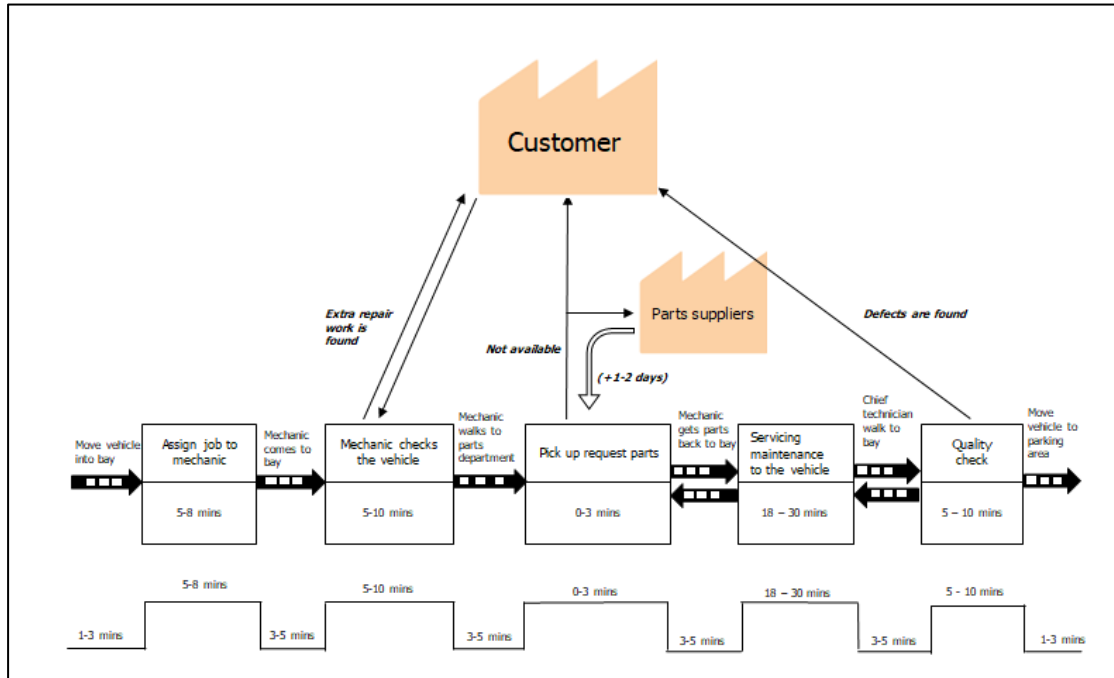 Customer
Parts suppliers
Extra repair
work is
found
Not available
(+1-2 days)
Defects are found
Move vehicle
into bay
Assign job to
mechanic
5-8 mins
Mechanic
comes to
bay
Mechanic checks
the vehicle
5-10 mins
Mechanic
walks to
parts
department
Pick up request parts
0-3 mins
Mechanic
gets parts
back to bay
Servicing
maintenance
to the vehicle
18 – 30 mins
Chief
technician
walk to
bay
Quality
check
5 – 10 mins
Move
vehicle to
parking
area
1-3 mins
5-8 mins
3-5 mins
5-10 mins
3-5 mins
0-3 mins
3-5 mins
18 – 30 mins
3-5 mins
5 - 10 mins
1-3 mins